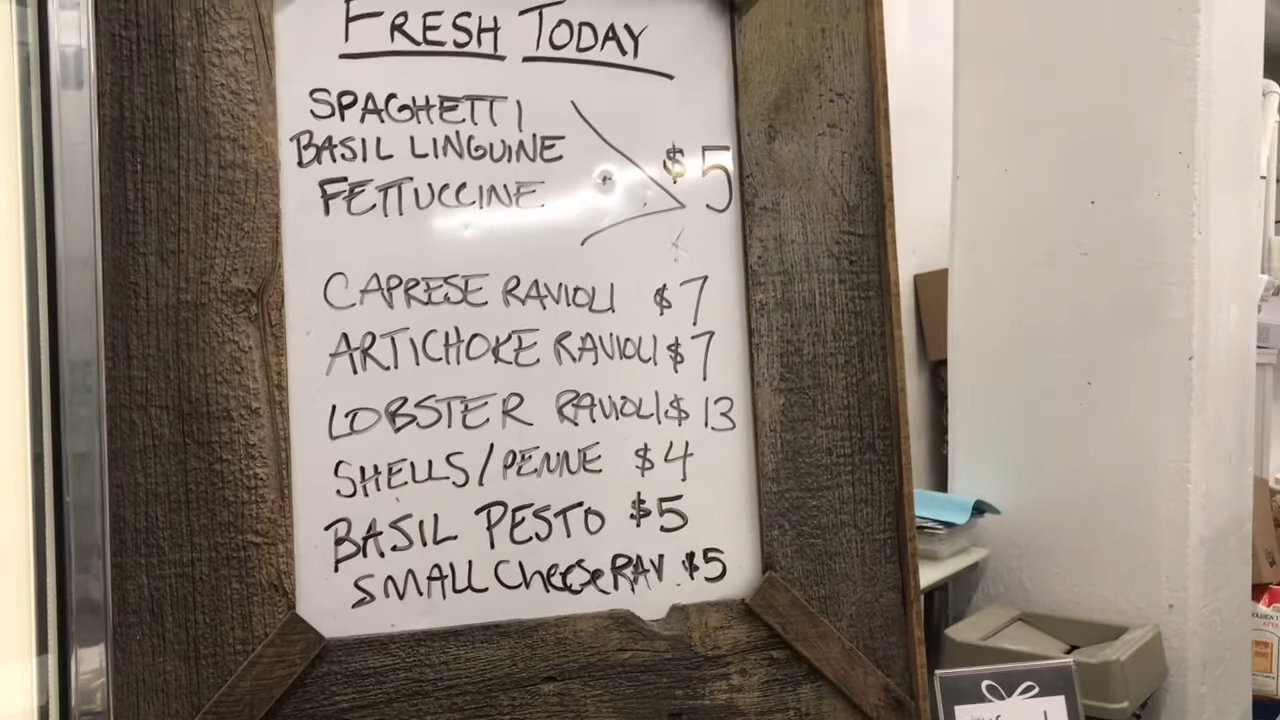 FRESH TODAY
SPAGHETTI
BASIL LINGUINE
FETTUCCINE
$5
CAPRESE RAVIOLI $7
ARTICHOKE RAVIOLI $7
LOBSTER RAVIOLI $13
SHELLS/PENNE $4
BASIL PESTO $5
SMALL CHeeSe RAV. $5